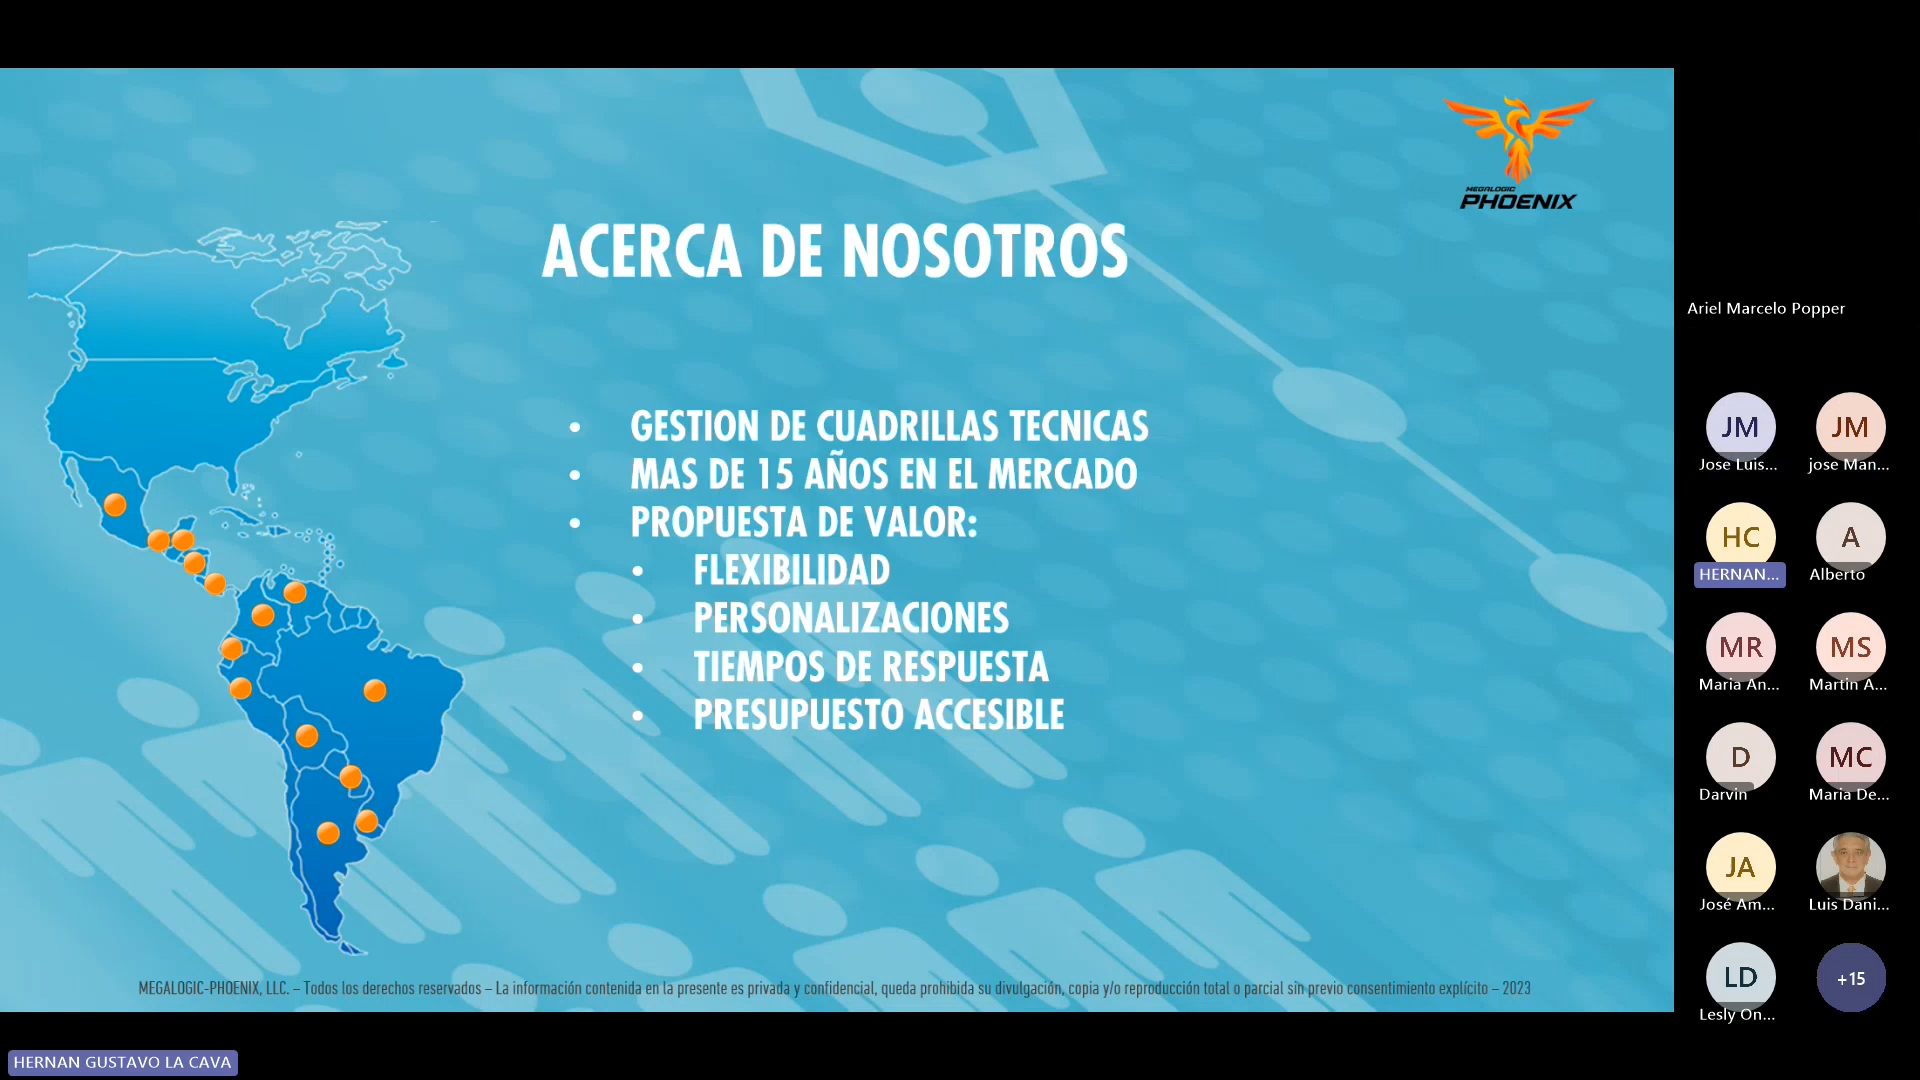 MEGALOGIC
PHOENIX
ACERCA DE NOSOTROS
• GESTION DE CUADRILLAS TECNICAS
• MAS DE 15 AÑOS EN EL MERCADO
• PROPUESTA DE VALOR:
• FLEXIBILIDAD
• PERSONALIZACIONES
• TIEMPOS DE RESPUESTA
• PRESUPUESTO ACCESIBLE
MEGALOGIC-PHOENIX, LLC. – Todos los derechos reservados – La información contenida en la presente es privada y confidencial, queda prohibida su divulgación, copia y/o reproducción total o parcial sin previo consentimiento explícito – 2023
HERNAN GUSTAVO LA CAVA
Ariel Marcelo Popper
JM JM
Jose Luis... jose Man...
HC A
HERNAN... Alberto
MR MS
Maria An... Martin A...
D MC
Darvin Maria De...
JA
José Am... Luis Dani...
LD +15
Lesly On...